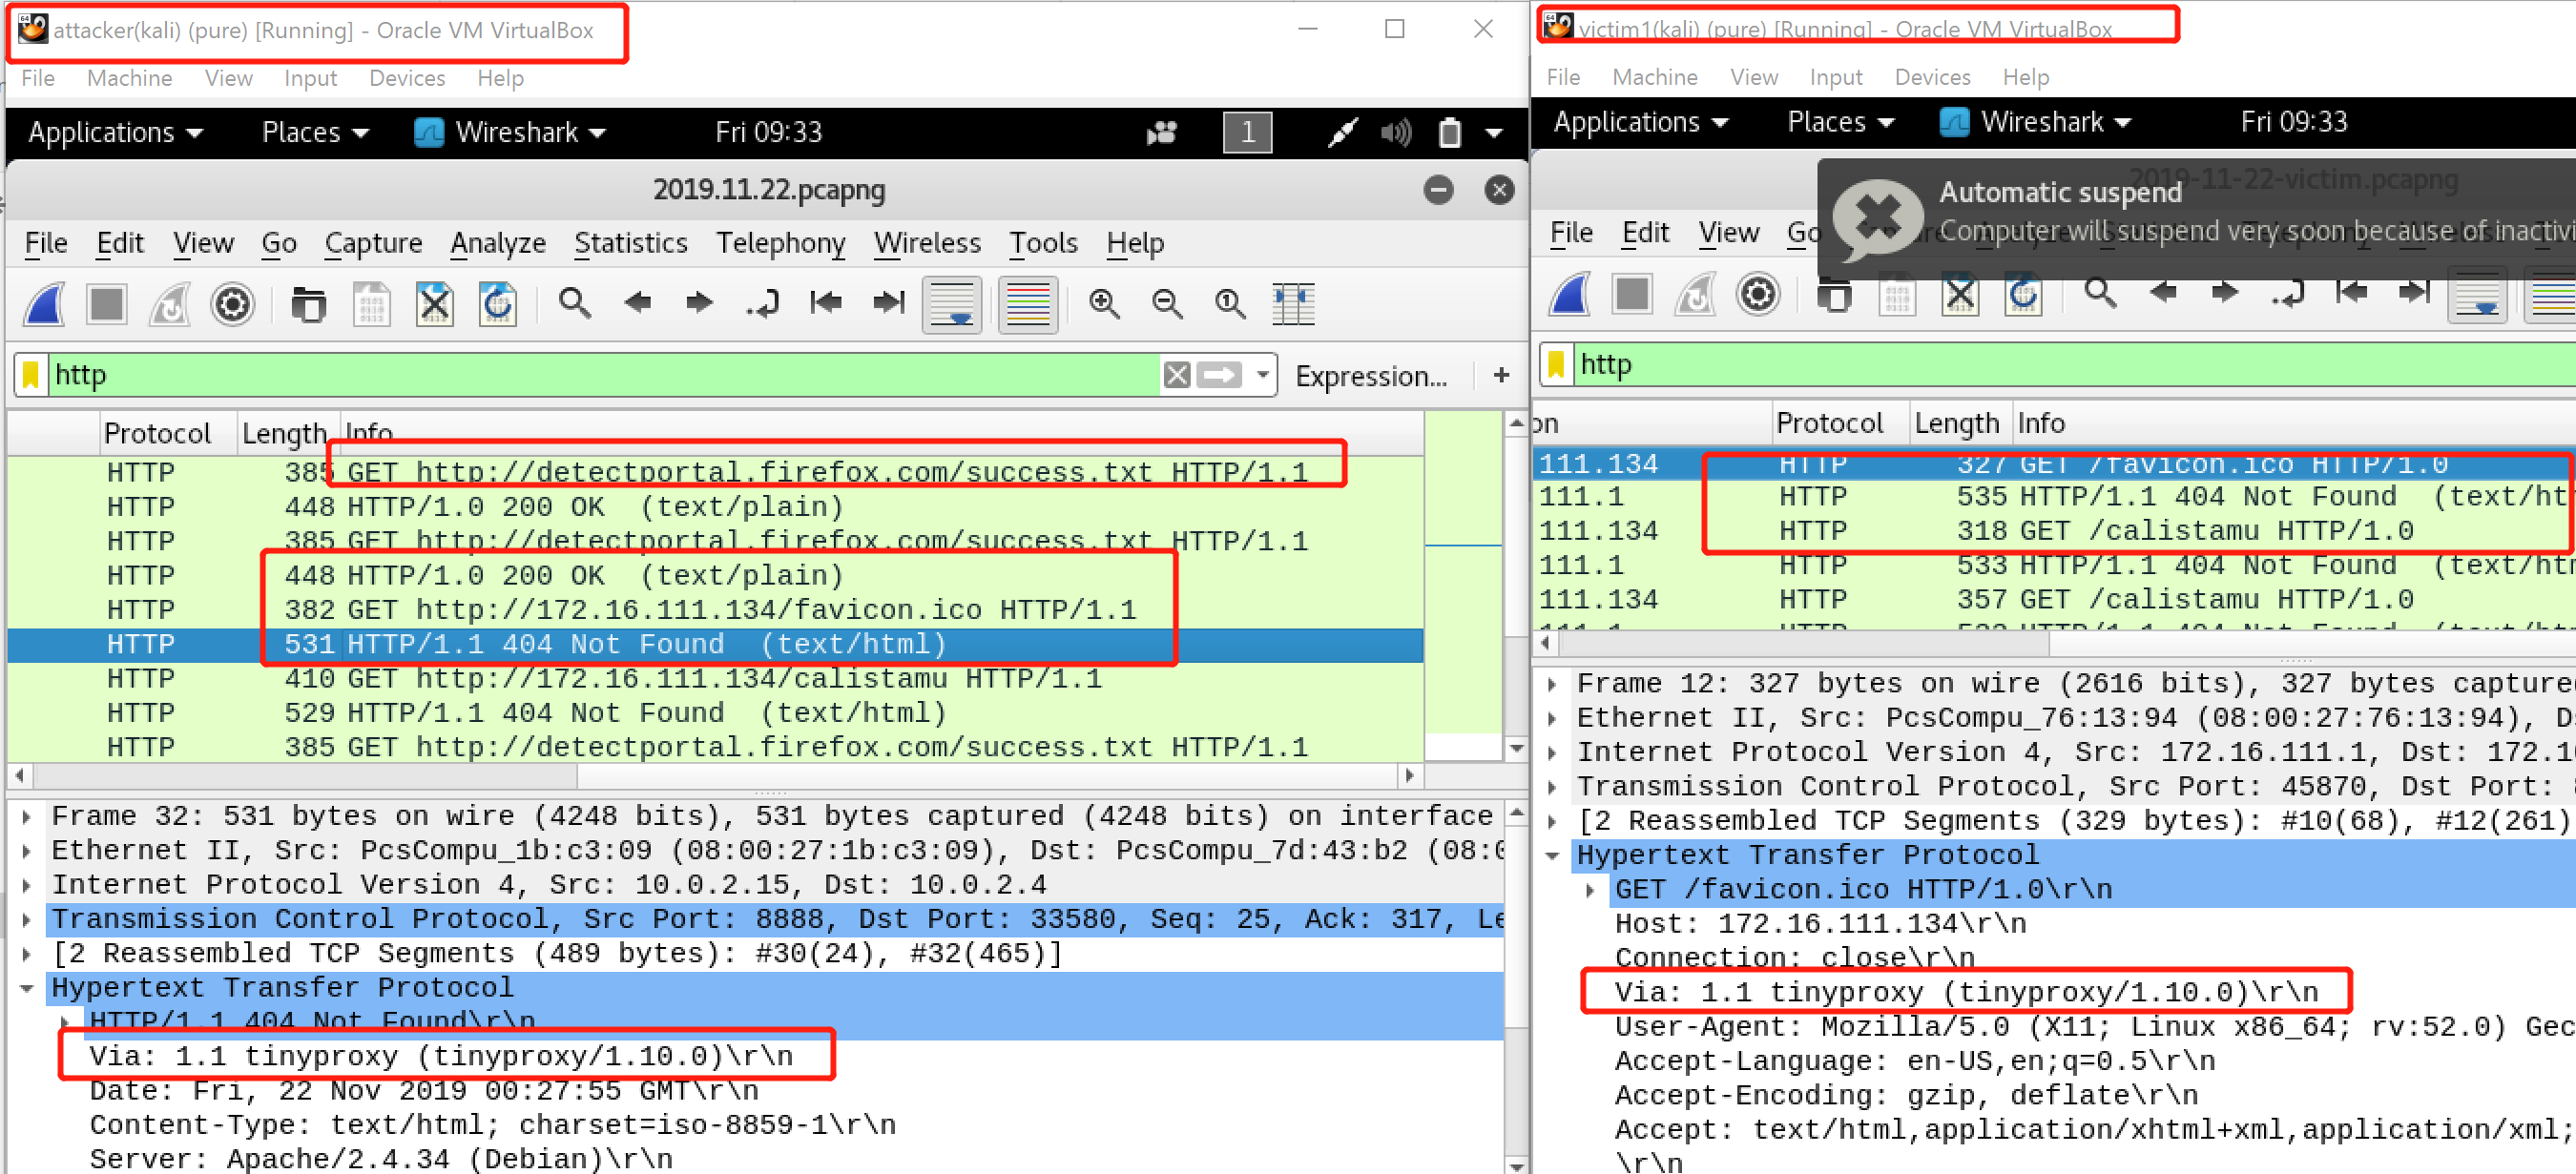 attacker(kali) (pure) [Running] - Oracle VM VirtualBox
File Machine View Input Devices Help
Applications Places Wireshark Fri 09:33 1
2019.11.22.pcapng
File Edit View Go Capture Analyze Statistics Telephony Wireless Tools Help
http Expression... +
Protocol Length Info
HTTP 385 GET http://detectportal.firefox.com/success.txt HTTP/1.1
HTTP 448 HTTP/1.0 200 OK (text/plain)
HTTP 385 GET http://detectportal.firefox.com/success.txt HTTP/1.1
HTTP 448 HTTP/1.0 200 OK (text/plain)
HTTP 382 GET http://172.16.111.134/favicon.ico HTTP/1.1
HTTP 531 HTTP/1.1 404 Not Found (text/html)
HTTP 410 GET http://172.16.111.134/calistamu HTTP/1.1
HTTP 529 HTTP/1.1 404 Not Found (text/html)
HTTP 385 GET http://detectportal.firefox.com/success.txt HTTP/1.1
Frame 32: 531 bytes on wire (4248 bits), 531 bytes captured (4248 bits) on interface
Ethernet II, Src: PcsCompu_1b:c3:09 (08:00:27:1b:c3:09), Dst: PcsCompu_7d:43:b2 (08:0
Internet Protocol Version 4, Src: 10.0.2.15, Dst: 10.0.2.4
Transmission Control Protocol, Src Port: 8888, Dst Port: 33580, Seq: 25, Ack: 317, Le
[2 Reassembled TCP Segments (489 bytes): #30(24), #32(465)]
Hypertext Transfer Protocol
HTTP/1.1 404 Not Found\r\n
Via: 1.1 tinyproxy (tinyproxy/1.10.0)\r\n
Date: Fri, 22 Nov 2019 00:27:55 GMT\r\n
Content-Type: text/html; charset=iso-8859-1\r\n
Server: Apache/2.4.34 (Debian)\r\n
victim1(kali) (pure) [Running] - Oracle VM VirtualBox
File Machine View Input Devices Help
Applications Places Wireshark Fri 09:33
2019-11-22-victim.pcapng
Automatic suspend
Computer will suspend very soon because of inactivi
File Edit View Go
http
on Protocol Length Info
111.134 HTTP 327 GET /favicon.ico HTTP/1.0
111.1 HTTP 535 HTTP/1.1 404 Not Found (text/ht
111.134 HTTP 318 GET /calistamu HTTP/1.0
111.1 HTTP 533 HTTP/1.1 404 Not Found (text/htm
111.134 HTTP 357 GET /calistamu HTTP/1.0
Frame 12: 327 bytes on wire (2616 bits), 327 bytes capture
Ethernet II, Src: PcsCompu_76:13:94 (08:00:27:76:13:94), D
Internet Protocol Version 4, Src: 172.16.111.1, Dst: 172.1
Transmission Control Protocol, Src Port: 45870, Dst Port:
[2 Reassembled TCP Segments (329 bytes): #10(68), #12(261)
Hypertext Transfer Protocol
GET /favicon.ico HTTP/1.0\r\n
Host: 172.16.111.134\r\n
Connection: close\r\n
Via: 1.1 tinyproxy (tinyproxy/1.10.0)\r\n
User-Agent: Mozilla/5.0 (X11; Linux x86_64; rv:52.0) Gec
Accept-Language: en-US,en;q=0.5\r\n
Accept-Encoding: gzip, deflate\r\n
Accept: text/html,application/xhtml+xml,application/xml;
\r\n